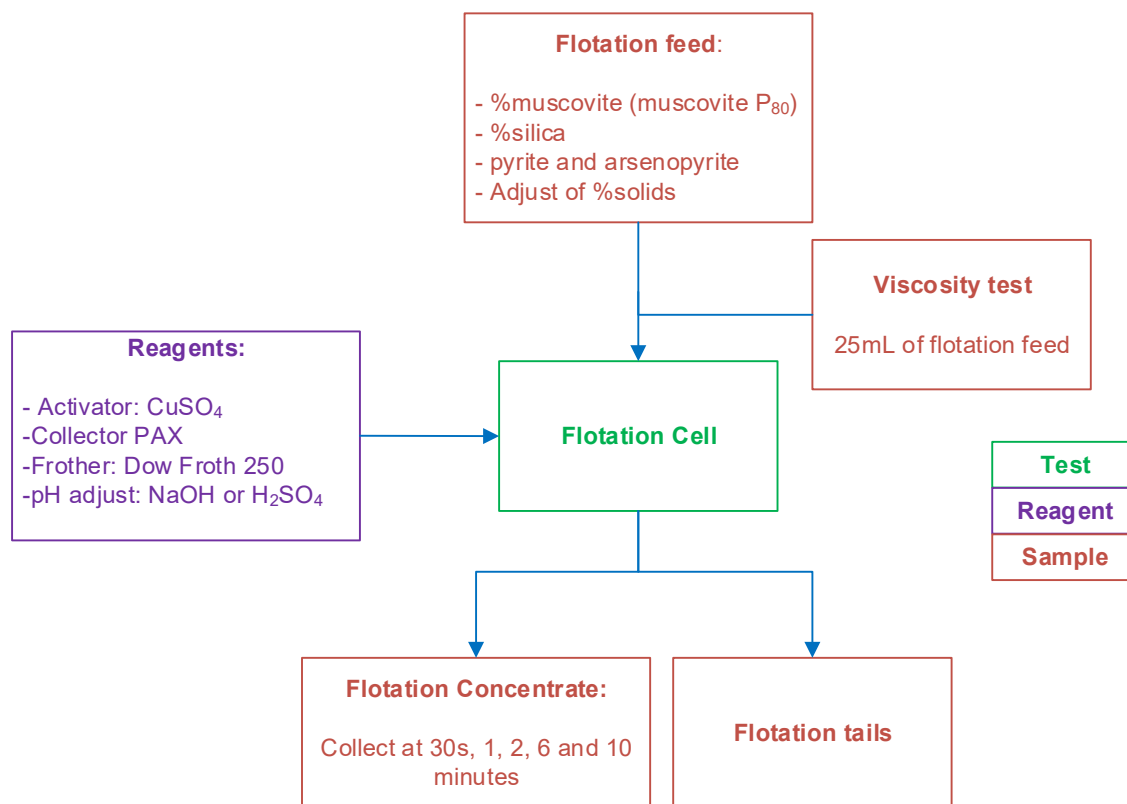 Flotation feed:
- %muscovite (muscovite P₈₀)
- %silica
- pyrite and arsenopyrite
- Adjust of %solids
Viscosity test
25mL of flotation feed
Reagents:
- Activator: CuSO₄
-Collector PAX
-Frother: Dow Froth 250
-pH adjust: NaOH or H₂SO₄
Flotation Cell
Test
Reagent
Sample
Flotation Concentrate:
Collect at 30s, 1, 2, 6 and 10
minutes
Flotation tails